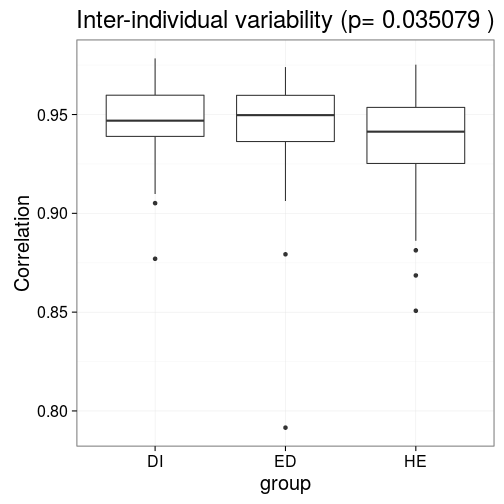 Inter-individual variability (p= 0.035079 )
Correlation
0.95
0.90
0.85
0.80
DI ED HE
group